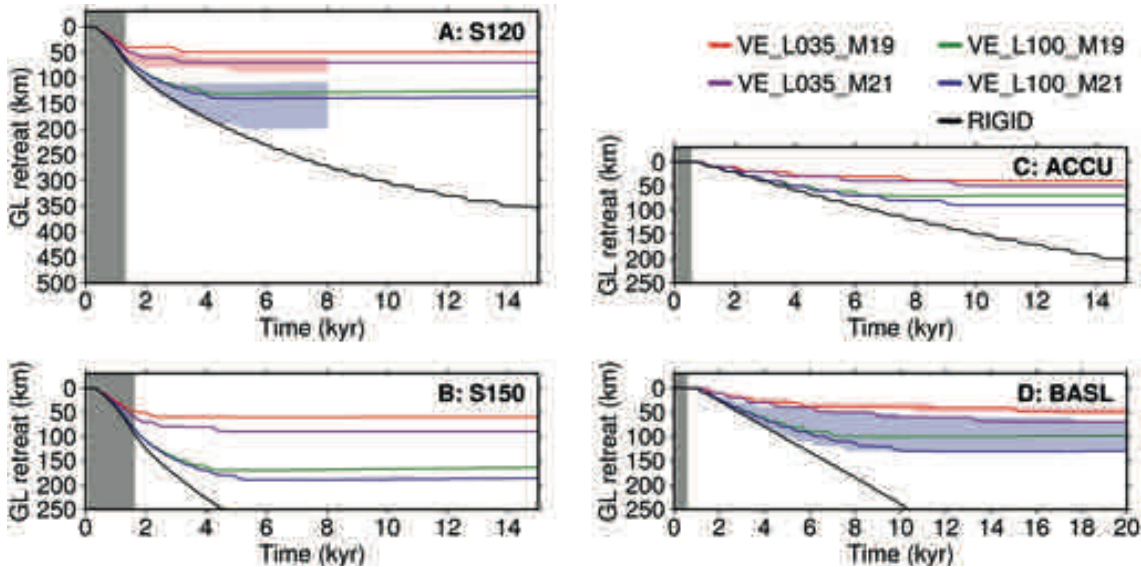 A: S120
0
50
100
150
200
250
300
350
400
450
500
GL retreat (km)
0 2 4 6 8 10 12 14
Time (kyr)
VE_L035_M19 VE_L100_M19
VE_L035_M21 VE_L100_M21
RIGID
C: ACCU
0
50
100
150
200
250
GL retreat (km)
0 2 4 6 8 10 12 14
Time (kyr)
B: S150
0
50
100
150
200
250
GL retreat (km)
0 2 4 6 8 10 12 14
Time (kyr)
D: BASL
0
50
100
150
200
250
GL retreat (km)
0 2 4 6 8 10 12 14 16 18 20
Time (kyr)